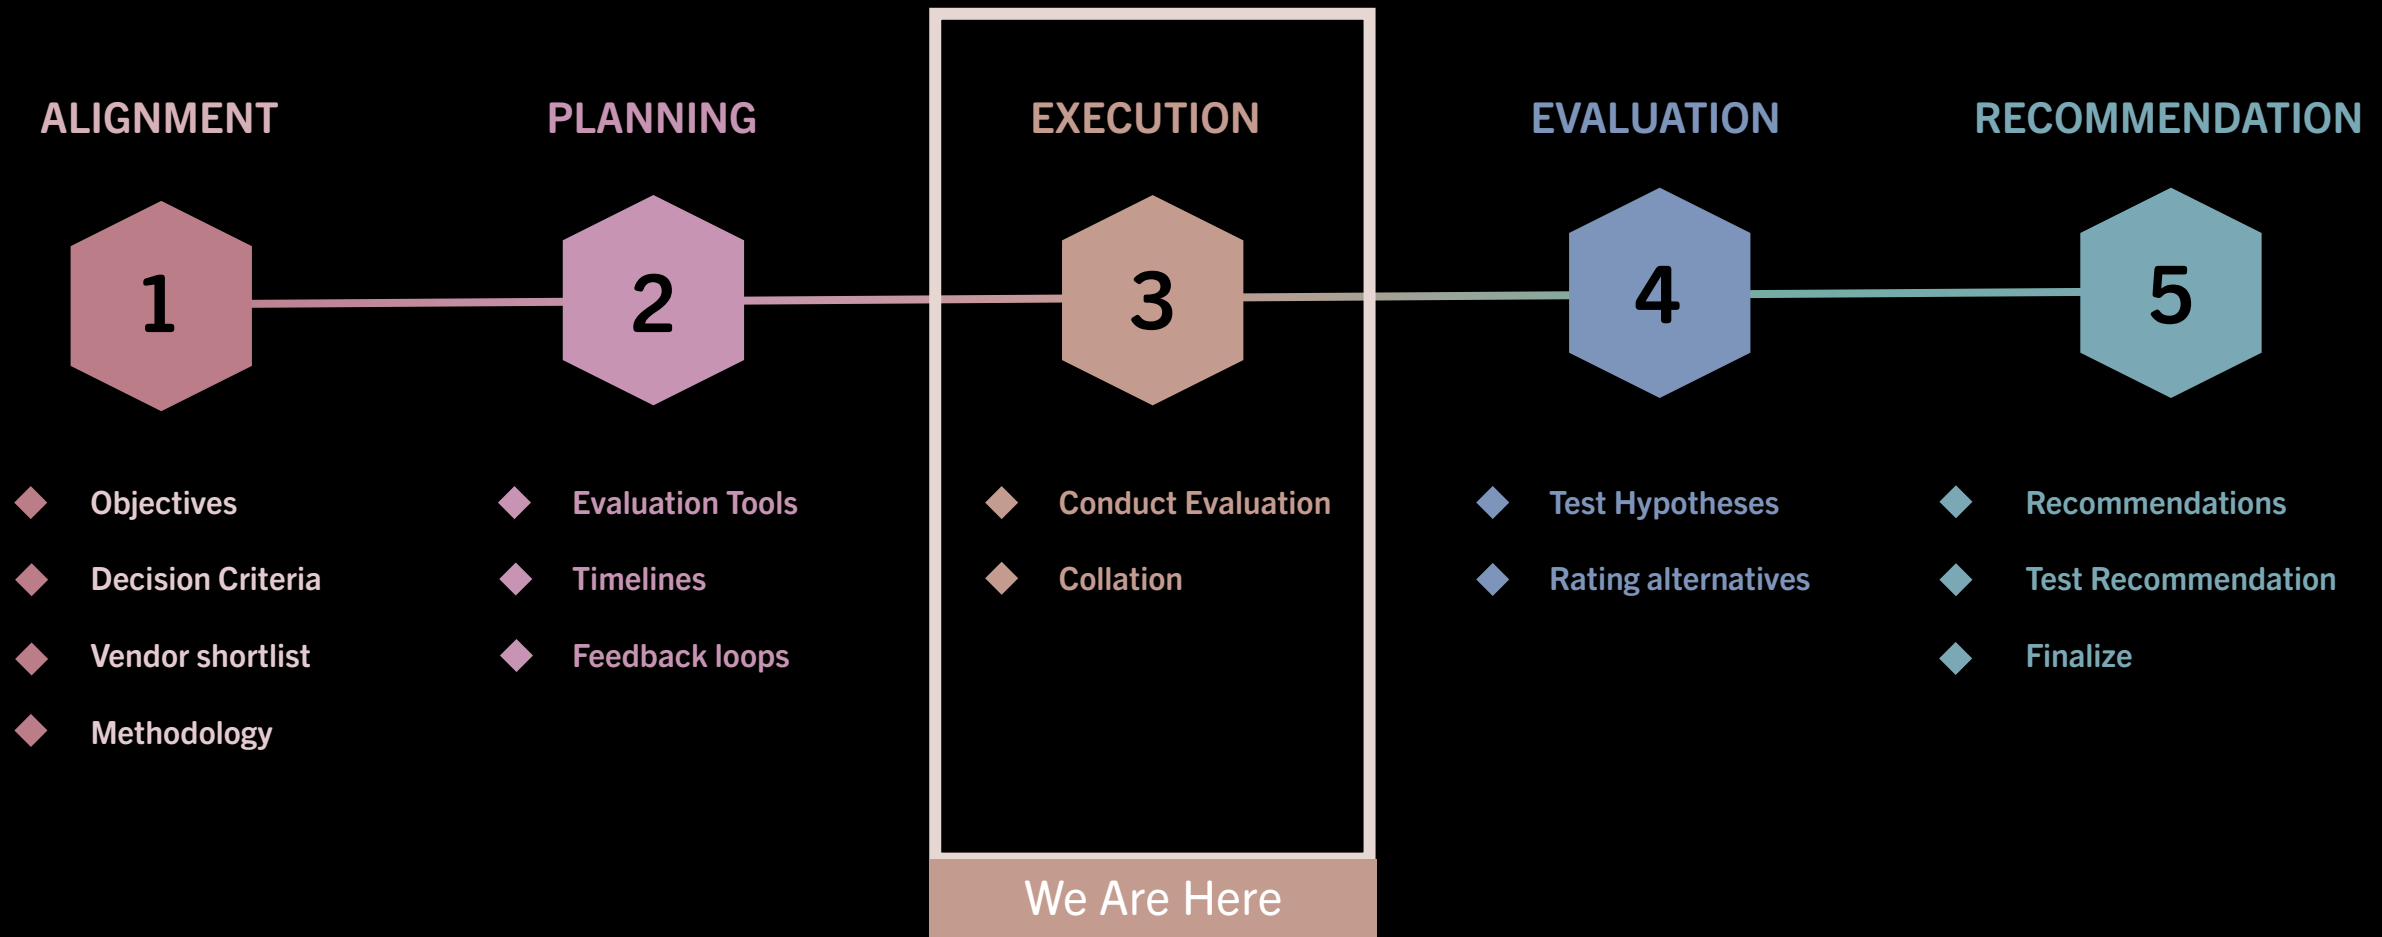 ALIGNMENT
PLANNING
EXECUTION
EVALUATION
RECOMMENDATION
1
2
3
4
5
Objectives
Decision Criteria
Vendor shortlist
Methodology
Evaluation Tools
Timelines
Feedback loops
Conduct Evaluation
Collation
Test Hypotheses
Rating alternatives
Recommendations
Test Recommendation
Finalize
We Are Here